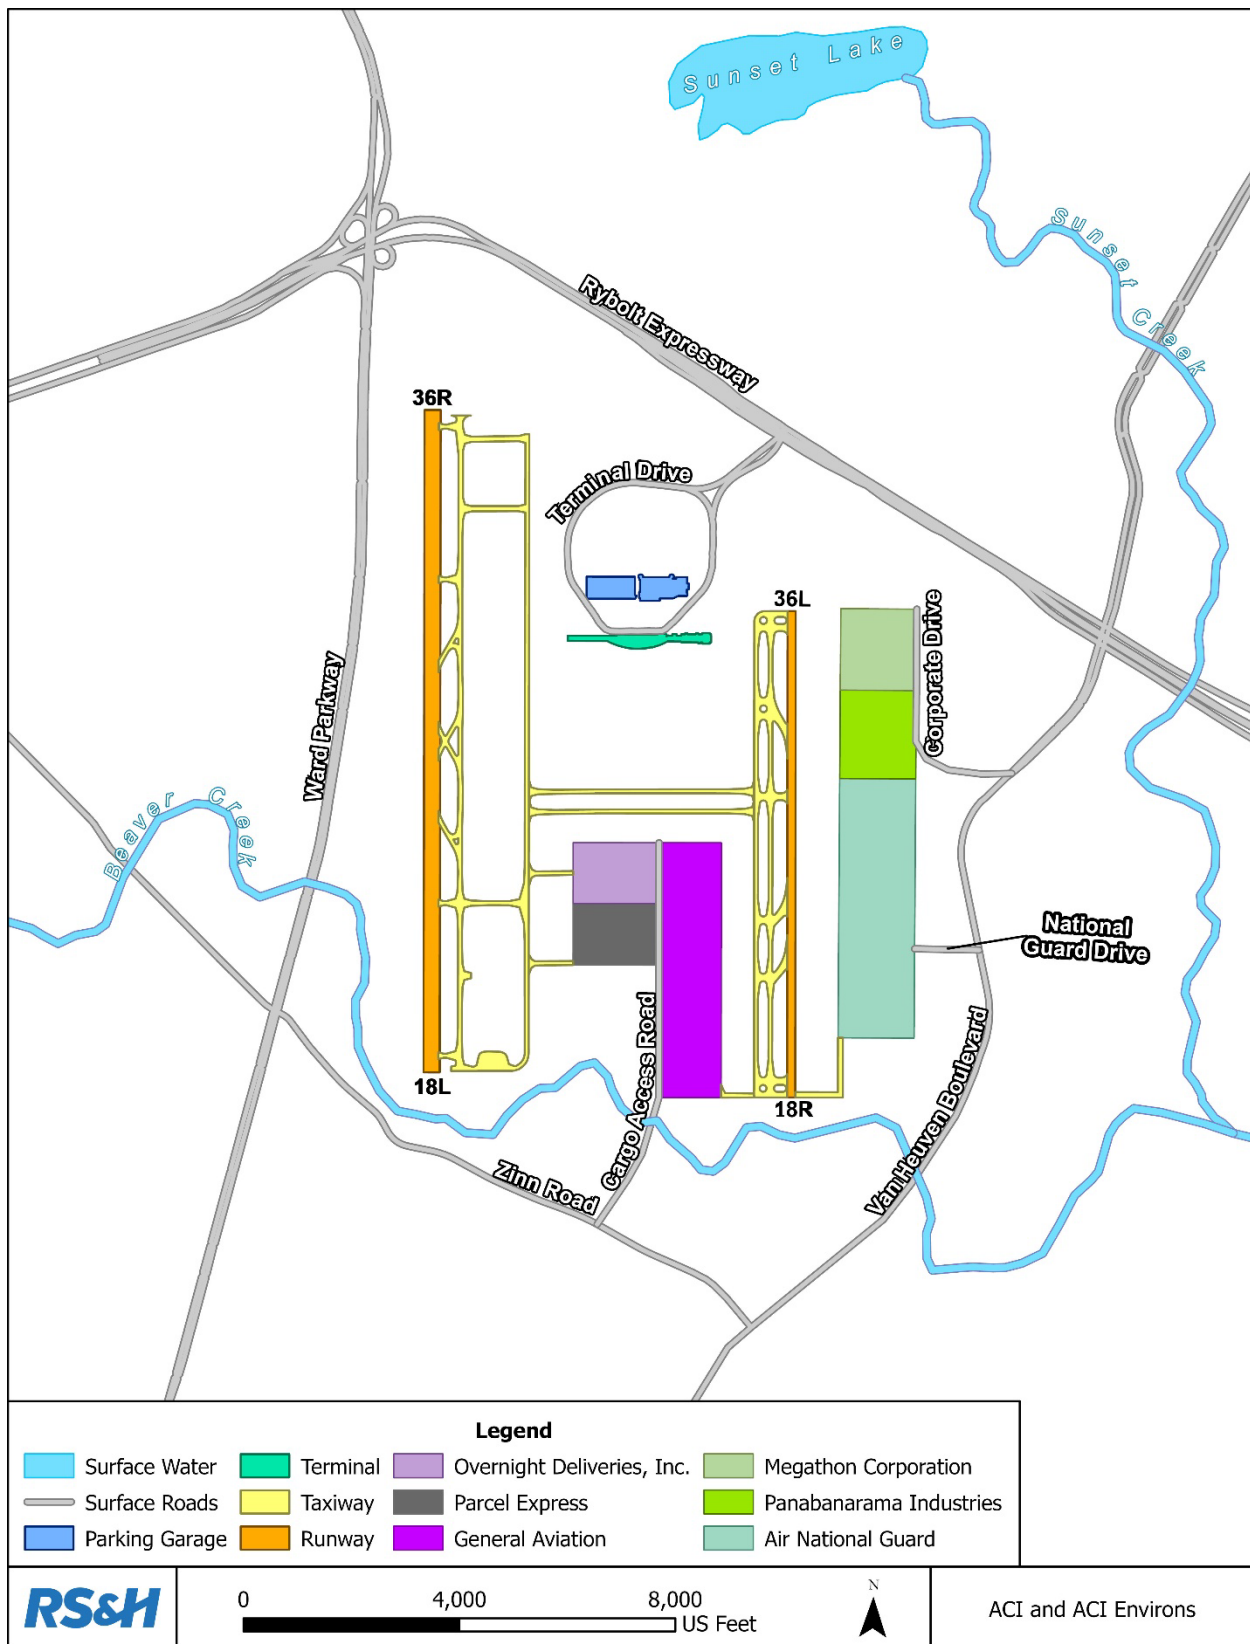 Sunset Lake
Sunset Creek
Rybolt Expressway
36R
Terminal Drive
36L
Corporate Drive
Ward Parkway
Beaver Creek
National
Guard Drive
Cargo Access Road
Van Heuven Boulevard
18L
18R
Zinn Road
Legend
Surface Water
Terminal
Overnight Deliveries, Inc.
Megathon Corporation
Surface Roads
Taxiway
Parcel Express
Panabanarama Industries
Parking Garage
Runway
General Aviation
Air National Guard
RS&H
0 4,000 8,000
US Feet
N
ACI and ACI Environs